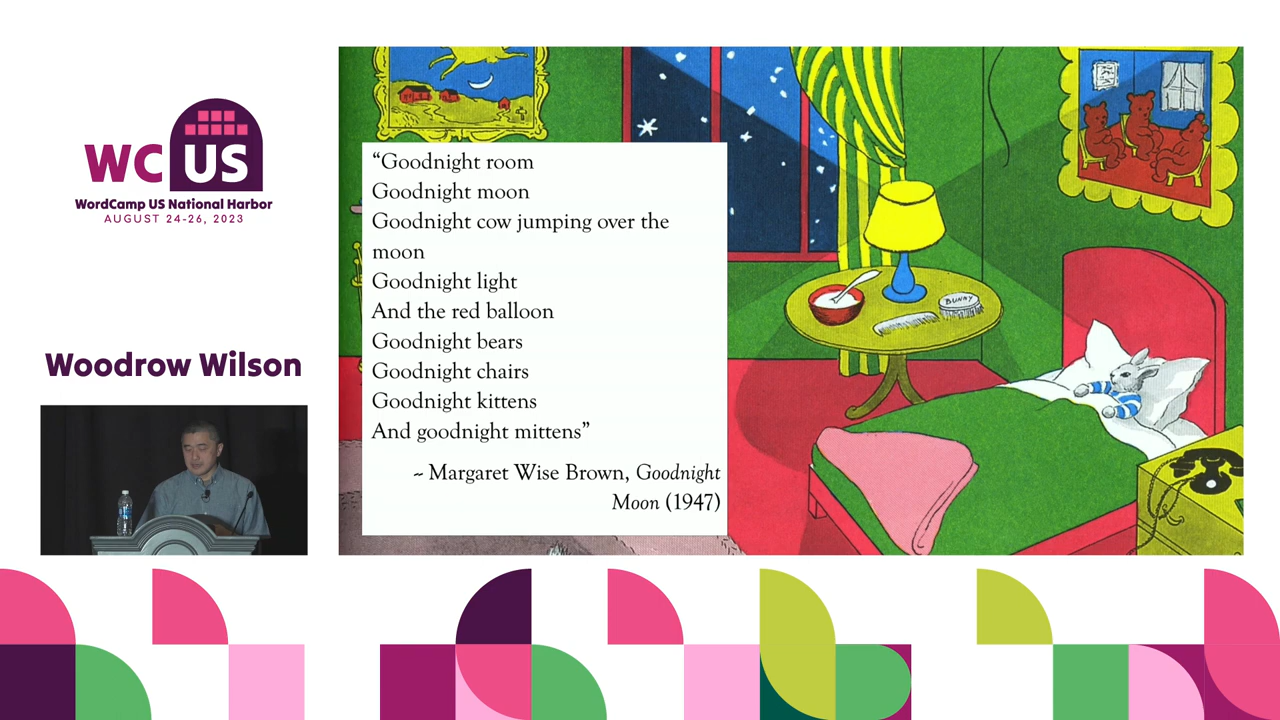 WC US
WordCamp US National Harbor
AUGUST 24-26, 2023
Woodrow Wilson
“Goodnight room
Goodnight moon
Goodnight cow jumping over the
moon
Goodnight light
And the red balloon
Goodnight bears
Goodnight chairs
Goodnight kittens
And goodnight mittens”
~ Margaret Wise Brown, Goodnight
Moon (1947)
BUNNY